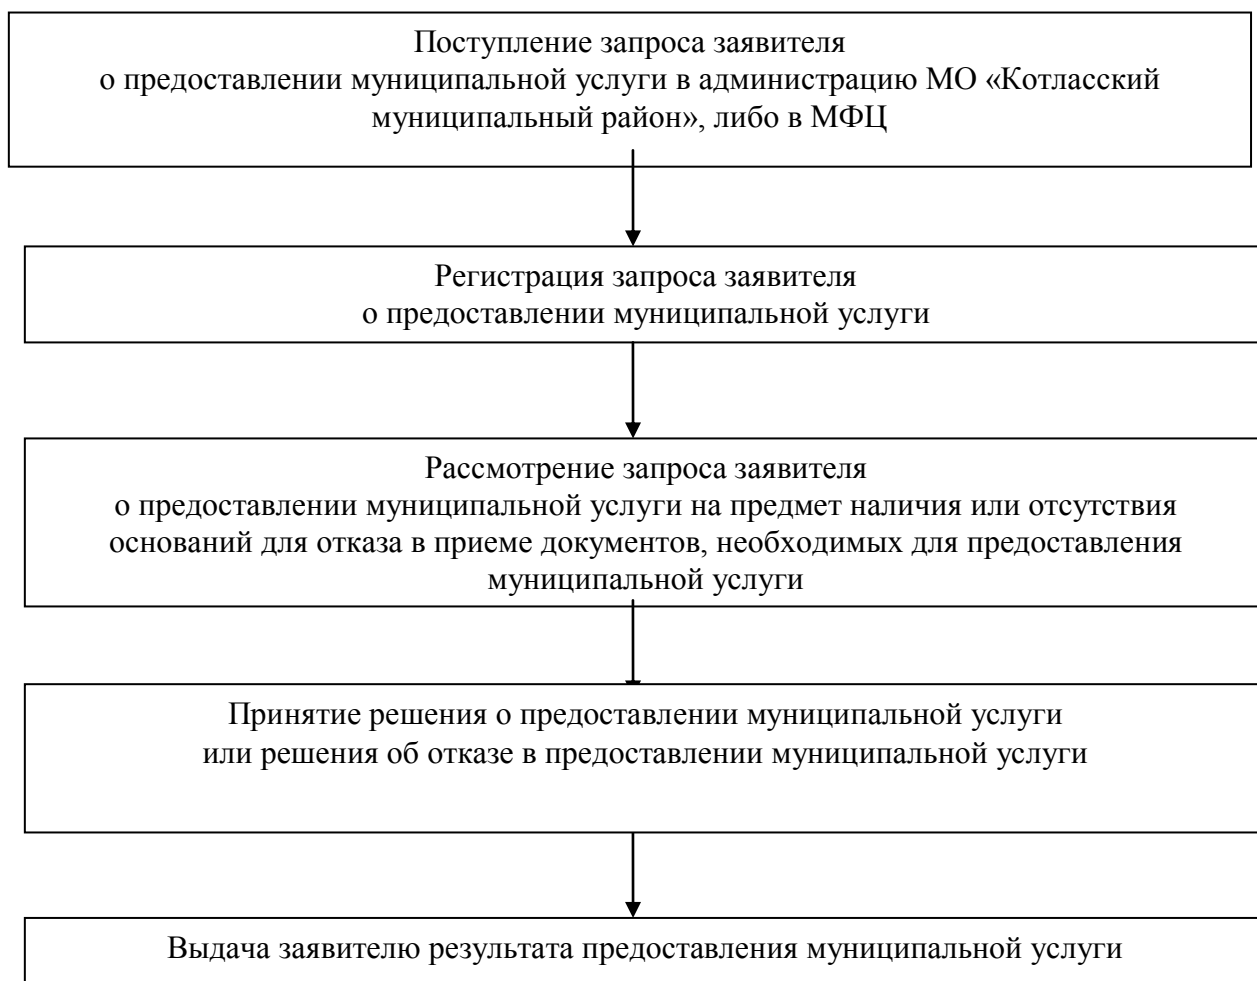 Поступление запроса заявителя
о предоставлении муниципальной услуги в администрацию МО «Котласский
муниципальный район», либо в МФЦ
Регистрация запроса заявителя
о предоставлении муниципальной услуги
Рассмотрение запроса заявителя
о предоставлении муниципальной услуги на предмет наличия или отсутствия
оснований для отказа в приеме документов, необходимых для предоставления
муниципальной услуги
Принятие решения о предоставлении муниципальной услуги
или решения об отказе в предоставлении муниципальной услуги
Выдача заявителю результата предоставления муниципальной услуги